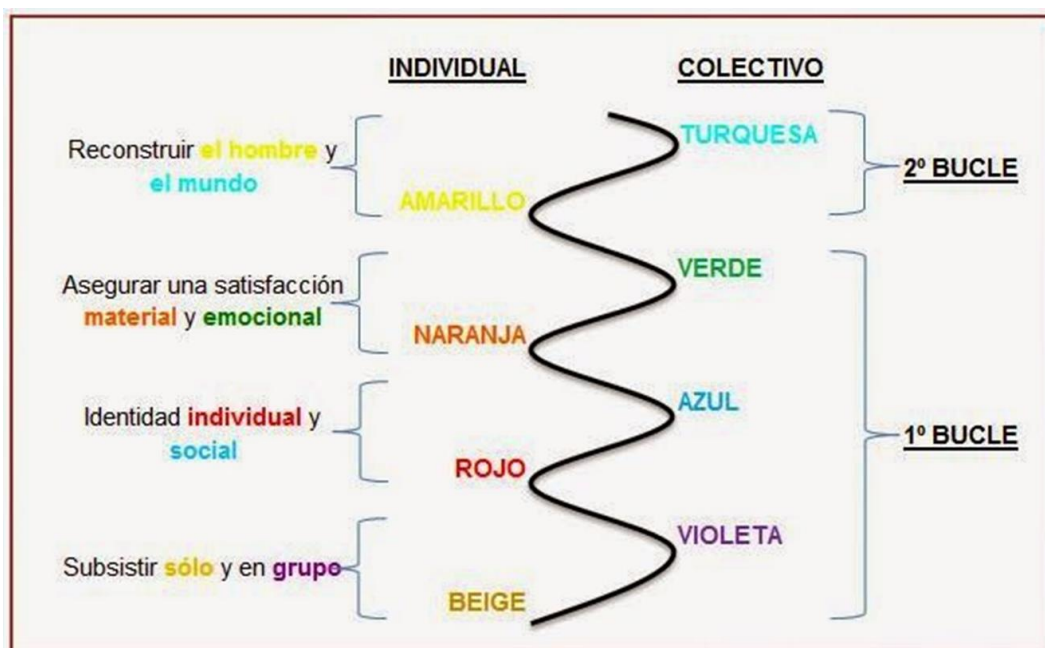 INDIVIDUAL
COLECTIVO
Reconstruir el hombre y
el mundo
TURQUESA
2º BUCLE
AMARILLO
Asegurar una satisfacción
material y emocional
VERDE
NARANJA
Identidad individual y
social
AZUL
1º BUCLE
ROJO
Subsistir sólo y en grupo
VIOLETA
BEIGE